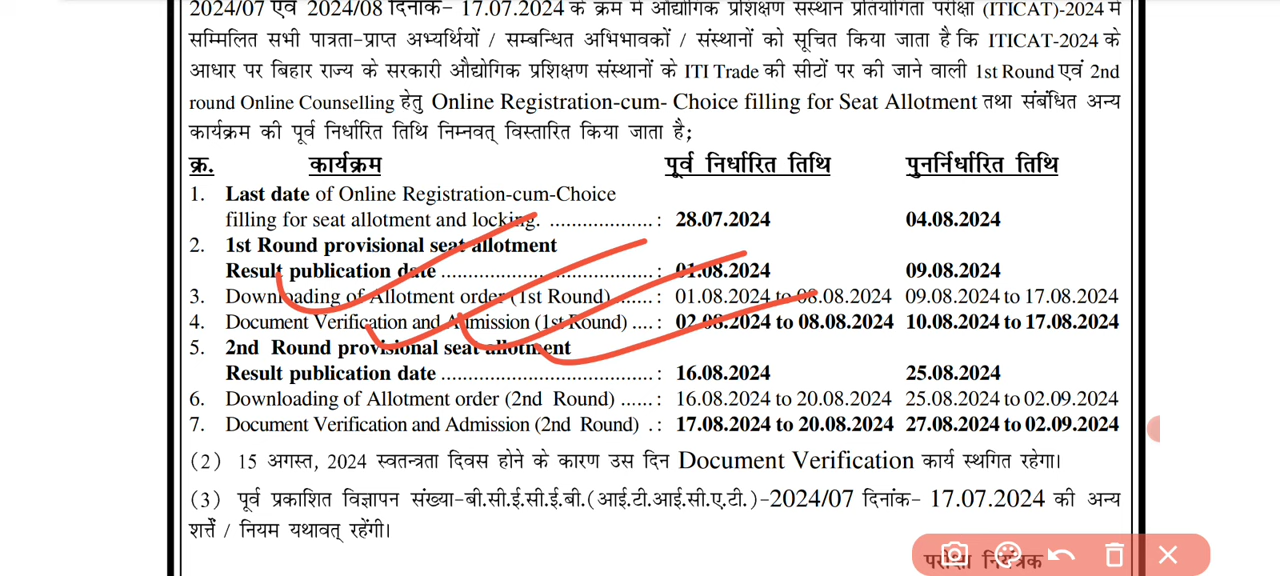 2024/07 एवं 2024/08 दिनांक- 17.07.2024 के क्रम में औद्योगिक प्रशिक्षण संस्थान प्रतियोगिता परीक्षा (ITICAT)-2024 में
सम्मिलित सभी पात्रता-प्राप्त अभ्यर्थियों / सम्बन्धित अभिभावकों / संस्थानों को सूचित किया जाता है कि ITICAT-2024 के
आधार पर बिहार राज्य के सरकारी औद्योगिक प्रशिक्षण संस्थानों के ITI Trade की सीटों पर की जाने वाली 1st Round एवं 2nd
round Online Counselling हेतु Online Registration-cum- Choice filling for Seat Allotment तथा संबंधित अन्य
कार्यक्रम की पूर्व निर्धारित तिथि निम्नवत् विस्तारित किया जाता है;
क्र. कार्यक्रम पूर्व निर्धारित तिथि पुनर्निर्धारित तिथि
1. Last date of Online Registration-cum-Choice
filling for seat allotment and locking. .................... : 28.07.2024 04.08.2024
2. 1st Round provisional seat allotment
Result publication date .......................................... : 01.08.2024 09.08.2024
3. Downloading of Allotment order (1st Round) ...... : 01.08.2024 to 08.08.2024 09.08.2024 to 17.08.2024
4. Document Verification and Admission (1st Round) .... : 02.08.2024 to 08.08.2024 10.08.2024 to 17.08.2024
5. 2nd Round provisional seat allotment
Result publication date .......................................... : 16.08.2024 25.08.2024
6. Downloading of Allotment order (2nd Round) ...... : 16.08.2024 to 20.08.2024 25.08.2024 to 02.09.2024
7. Document Verification and Admission (2nd Round) . : 17.08.2024 to 20.08.2024 27.08.2024 to 02.09.2024
(2) 15 अगस्त, 2024 स्वतन्त्रता दिवस होने के कारण उस दिन Document Verification कार्य स्थगित रहेगा।
(3) पूर्व प्रकाशित विज्ञापन संख्या-बी.सी.ई.सी.ई.बी.(आई.टी.आई.सी.ए.टी.)-2024/07 दिनांक- 17.07.2024 की अन्य
शर्त्तें / नियम यथावत् रहेंगी।
परीक्षा नियंत्रक